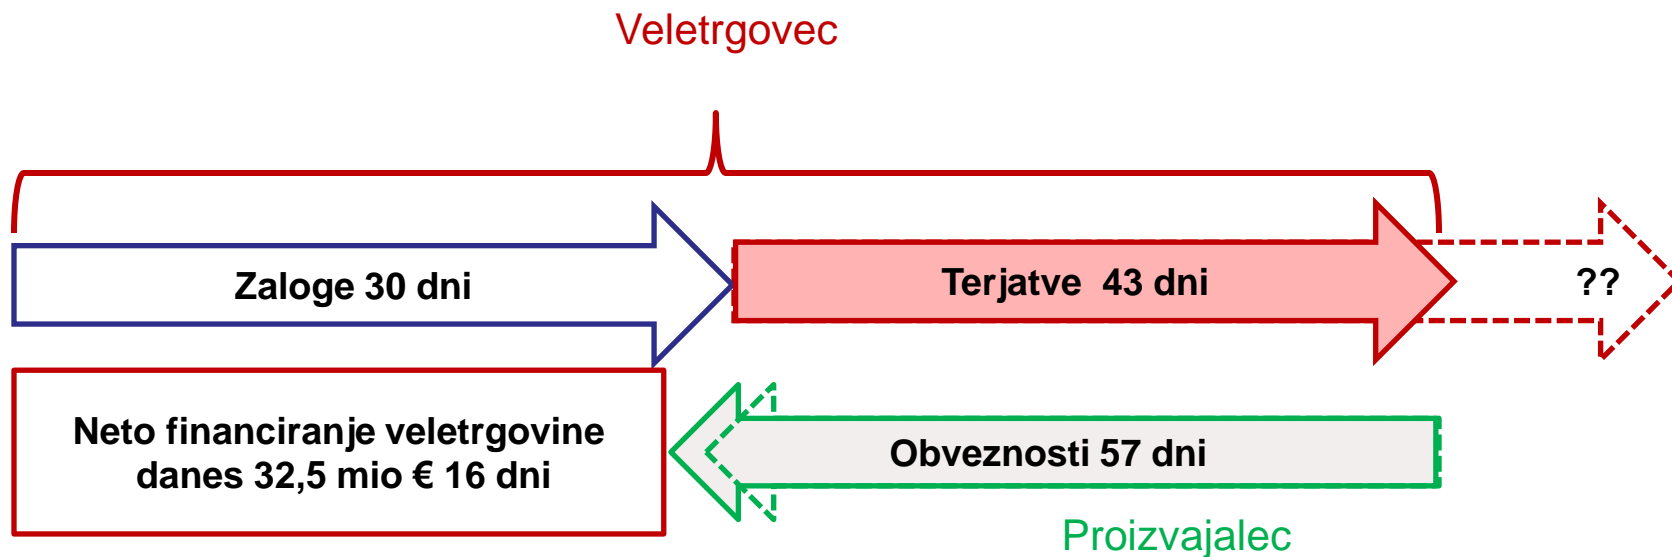 Veletrgovec
Zaloge 30 dni
Terjatve 43 dni
??
Neto financiranje veletrgovine
danes 32,5 mio € 16 dni
Obveznosti 57 dni
Proizvajalec